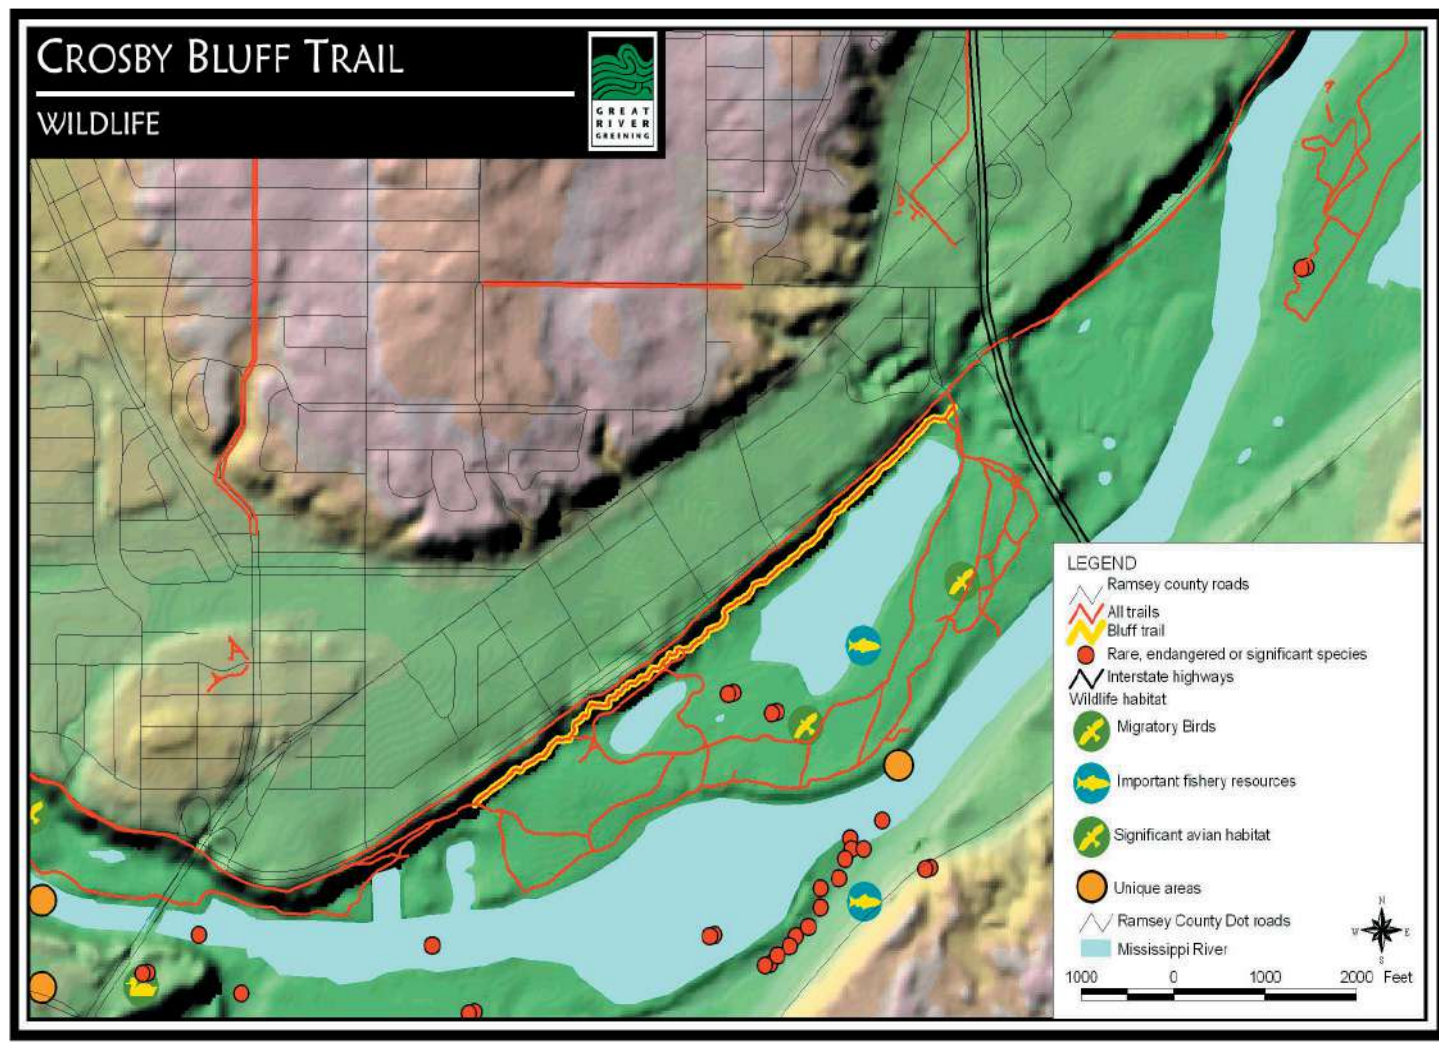 CROSBY BLUFF TRAIL
WILDLIFE
GREAT
RIVER
GREENING
LEGEND
Ramsey county roads
All trails
Bluff trail
Rare, endangered or significant species
Interstate highways
Wildlife habitat
Migratory Birds
Important fishery resources
Significant avian habitat
Unique areas
Ramsey County Dot roads
Mississippi River
N
W E
S
1000 0 1000 2000 Feet